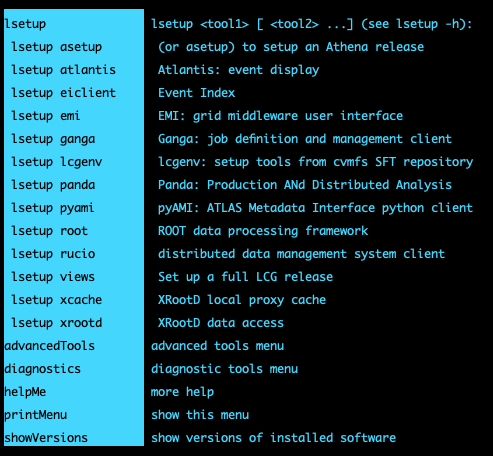 lsetup lsetup <tool1> [ <tool2> ...] (see lsetup -h):
lsetup asetup (or asetup) to setup an Athena release
lsetup atlantis Atlantis: event display
lsetup eiclient Event Index
lsetup emi EMI: grid middleware user interface
lsetup ganga Ganga: job definition and management client
lsetup lcgenv lcgenv: setup tools from cvmfs SFT repository
lsetup panda Panda: Production ANd Distributed Analysis
lsetup pyami pyAMI: ATLAS Metadata Interface python client
lsetup root ROOT data processing framework
lsetup rucio distributed data management system client
lsetup views Set up a full LCG release
lsetup xcache XRootD local proxy cache
lsetup xrootd XRootD data access
advancedTools advanced tools menu
diagnostics diagnostic tools menu
helpMe more help
printMenu show this menu
showVersions show versions of installed software